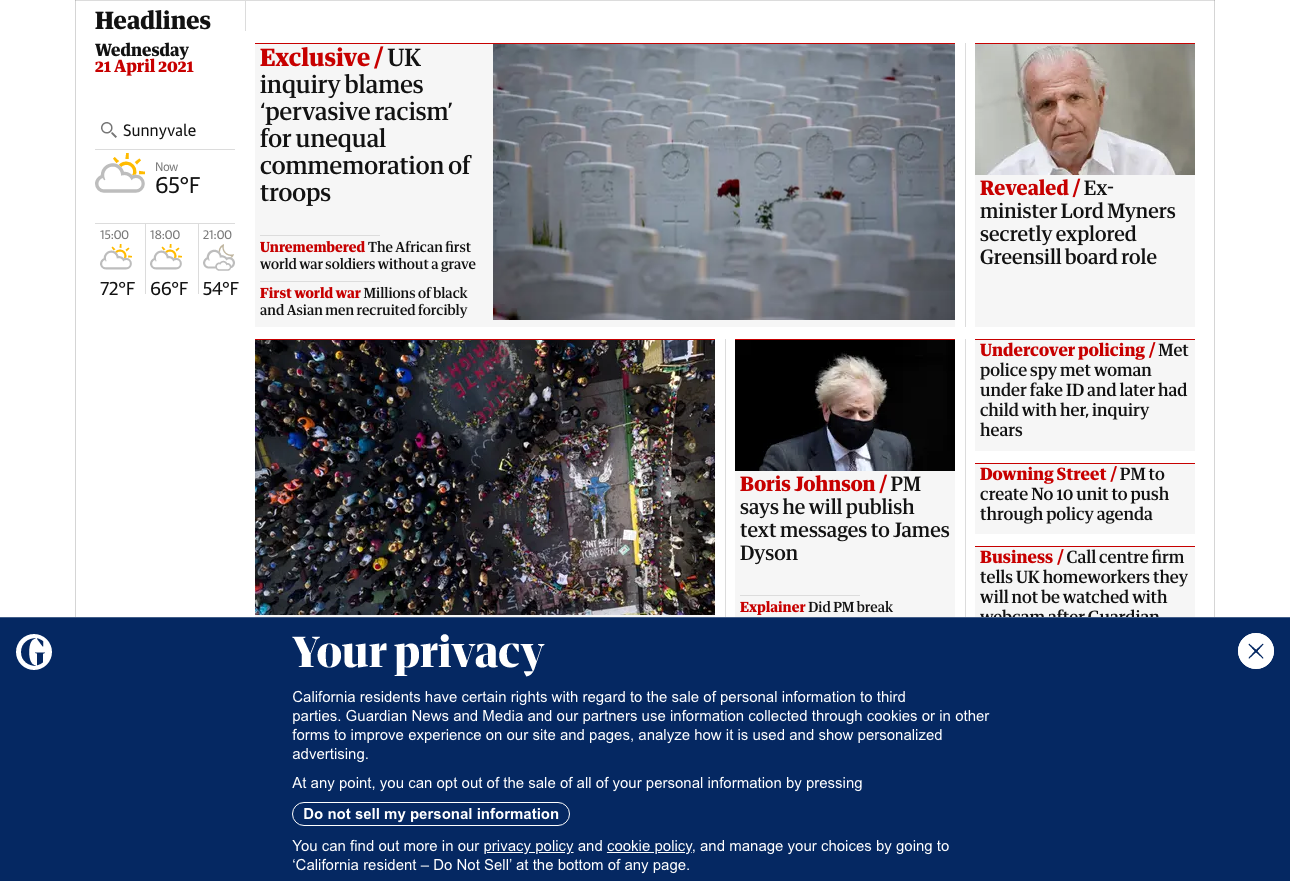 Headlines
Wednesday
21 April 2021
Sunnyvale
Now
65°F
15:00
18:00
21:00
72°F
66°F
54°F
Exclusive / UK
inquiry blames
‘pervasive racism’
for unequal
commemoration of
troops
Unremembered The African first
world war soldiers without a grave
First world war Millions of black
and Asian men recruited forcibly
Revealed / Ex-
minister Lord Myners
secretly explored
Greensill board role
Boris Johnson / PM
says he will publish
text messages to James
Dyson
Explainer Did PM break
Undercover policing / Met
police spy met woman
under fake ID and later had
child with her, inquiry
hears
Downing Street / PM to
create No 10 unit to push
through policy agenda
Business / Call centre firm
tells UK homeworkers they
will not be watched with
webcam after Guardian
G
Your privacy
California residents have certain rights with regard to the sale of personal information to third
parties. Guardian News and Media and our partners use information collected through cookies or in other
forms to improve experience on our site and pages, analyze how it is used and show personalized
advertising.
At any point, you can opt out of the sale of all of your personal information by pressing
Do not sell my personal information
You can find out more in our privacy policy and cookie policy, and manage your choices by going to
‘California resident – Do Not Sell’ at the bottom of any page.